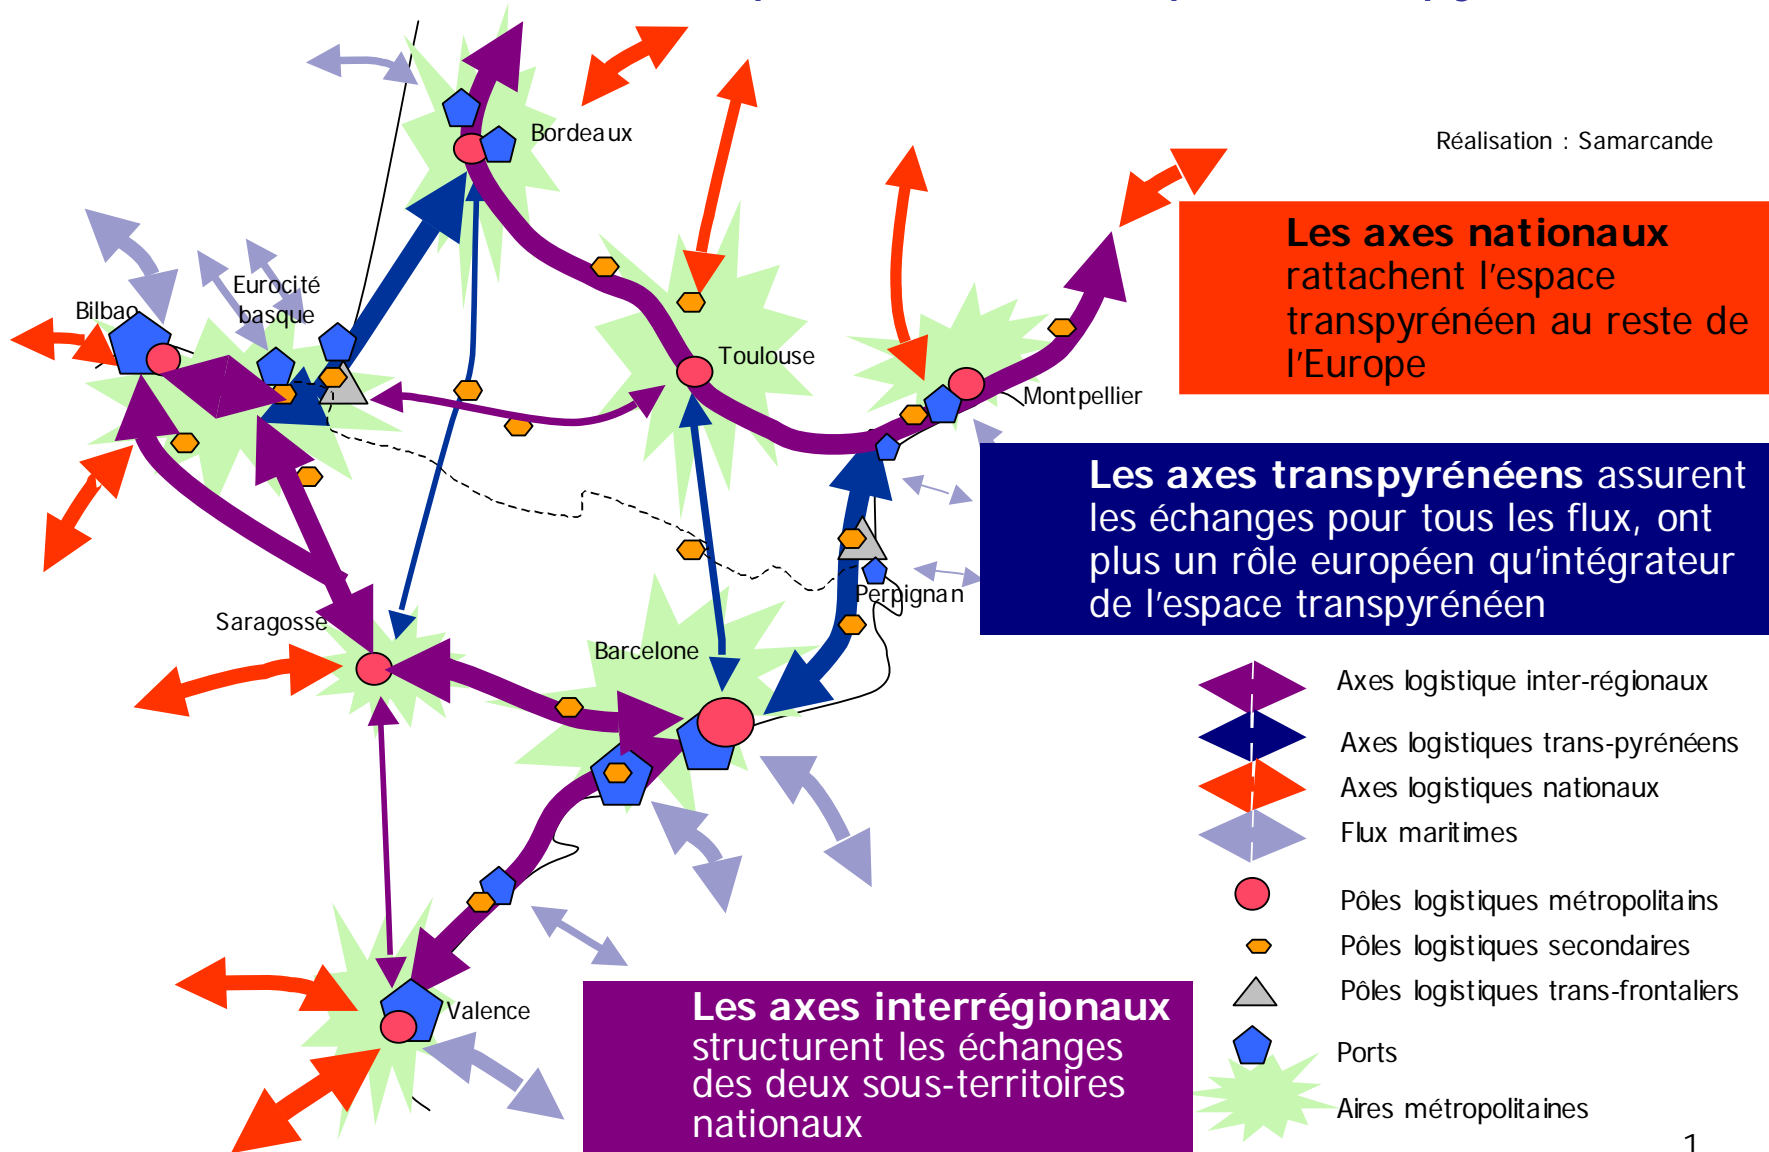 Bordeaux
Réalisation : Samarcande
Les axes nationaux
rattachent l'espace
transpyrénéen au reste de
l'Europe
Eurocité
basque
Bilbao
Toulouse
Montpellier
Les axes transpyrénéens assurent
les échanges pour tous les flux, ont
plus un rôle européen qu'intégrateur
de l'espace transpyrénéen
Perpignan
Saragosse
Barcelone
Axes logistique inter-régionaux
Axes logistiques trans-pyrénéens
Axes logistiques nationaux
Flux maritimes
Pôles logistiques métropolitains
Pôles logistiques secondaires
Pôles logistiques trans-frontaliers
Ports
Aires métropolitaines
Valence
Les axes interrégionaux
structurent les échanges
des deux sous-territoires
nationaux
1